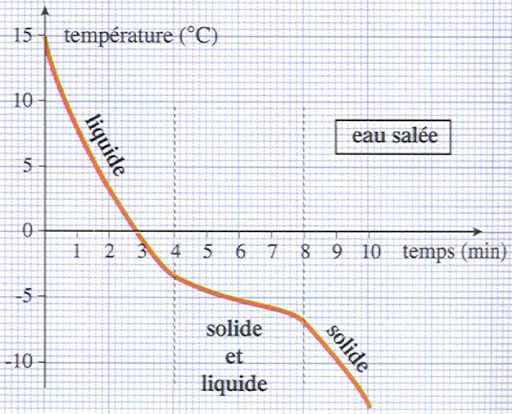 15
température (°C)
10
liquide
eau salée
5
0
1 2 3 4 5 6 7 8 9 10 temps (min)
-5
solide
et
liquide
solide
-10